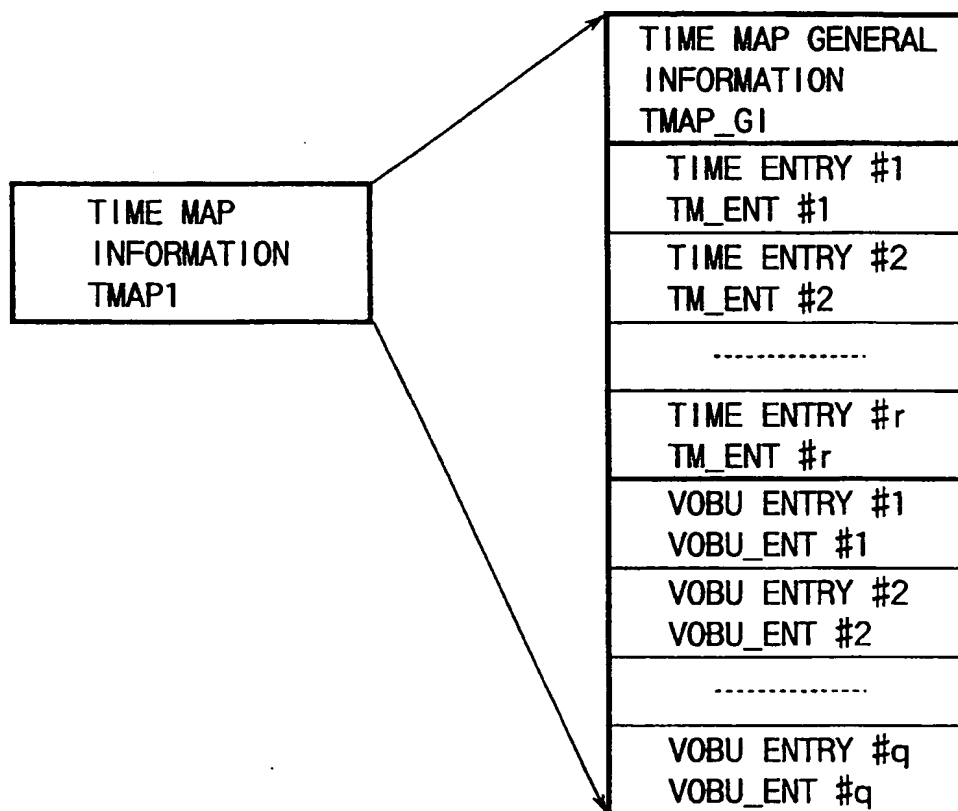 TIME MAP
INFORMATION
TMAP1
TIME MAP GENERAL
INFORMATION
TMAP_GI
TIME ENTRY #1
TM_ENT #1
TIME ENTRY #2
TM_ENT #2
TIME ENTRY #r
TM_ENT #r
VOBU ENTRY #1
VOBU_ENT #1
VOBU ENTRY #2
VOBU_ENT #2
VOBU ENTRY #q
VOBU_ENT #q